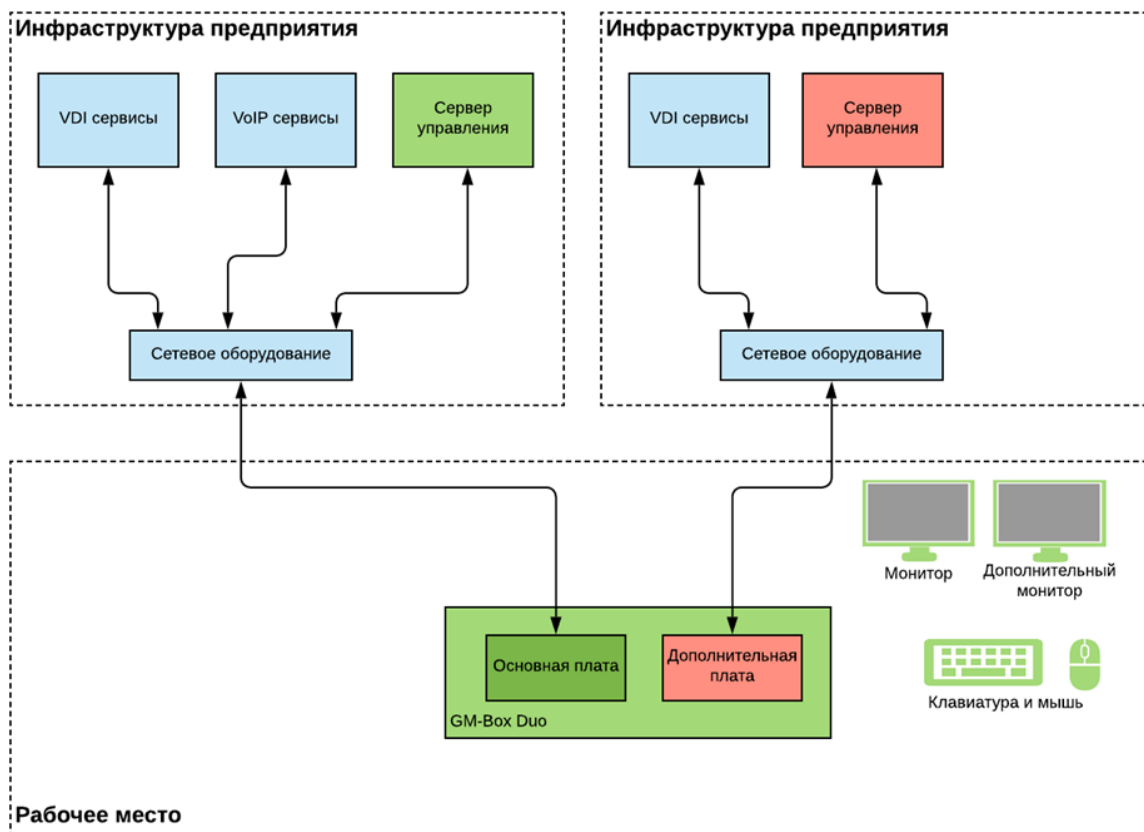 Инфраструктура предприятия
VDI сервисы
VoIP сервисы
Сервер
управления
Сетевое оборудование
Инфраструктура предприятия
VDI сервисы
Сервер
управления
Сетевое оборудование
Монитор
Дополнительный
монитор
Основная плата
Дополнительная
плата
GM-Box Duo
Клавиатура и мышь
Рабочее место